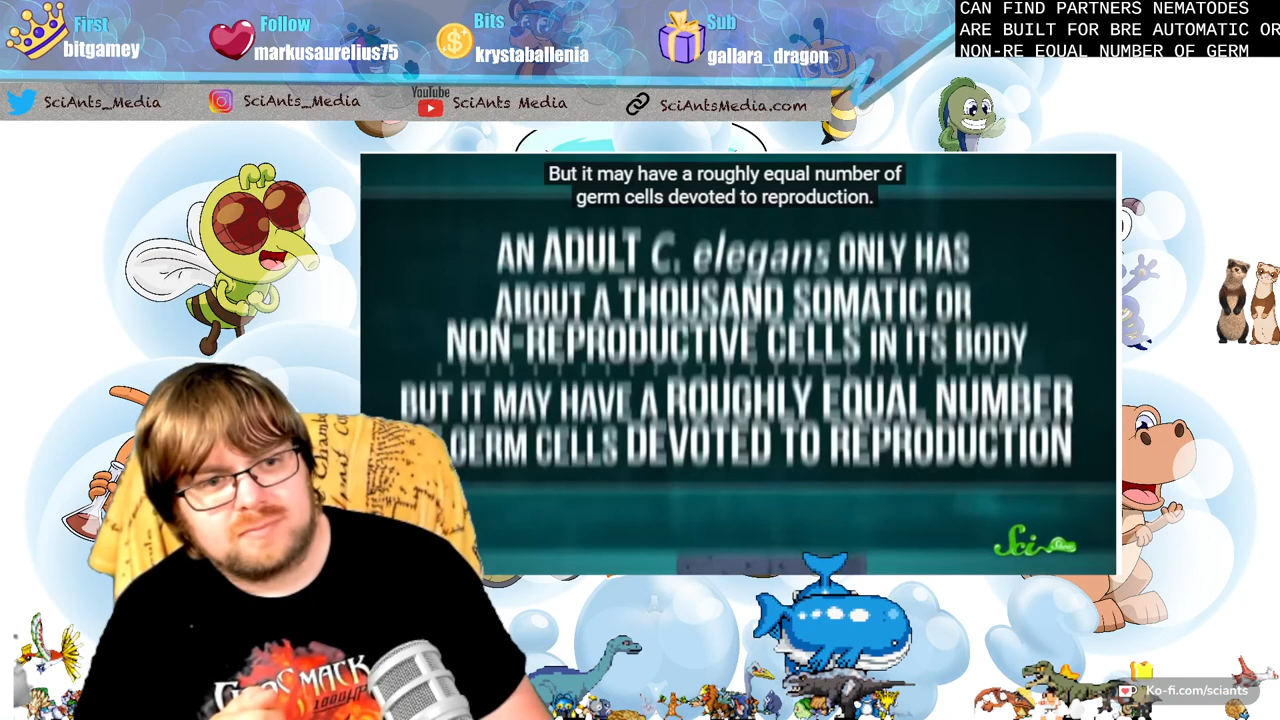 First
bitgamey
Follow
markusaurelius75
Bits
krystaballenia
Sub
gallara_dragon
CAN FIND PARTNERS NEMATODES
ARE BUILT FOR BRE AUTOMATIC OR
NON-RE EQUAL NUMBER OF GERM
SciAnts_Media
SciAnts_Media
YouTube
SciAnts Media
SciAntsMedia.com
But it may have a roughly equal number of
germ cells devoted to reproduction.
AN ADULT C. elegans ONLY HAS
ABOUT A THOUSAND SOMATIC OR
NON-REPRODUCTIVE CELLS IN ITS BODY
BUT IT MAY HAVE A ROUGHLY EQUAL NUMBER
GERM CELLS DEVOTED TO REPRODUCTION
Sci
GODSMACK
1000HP
Ko-fi.com/sciants